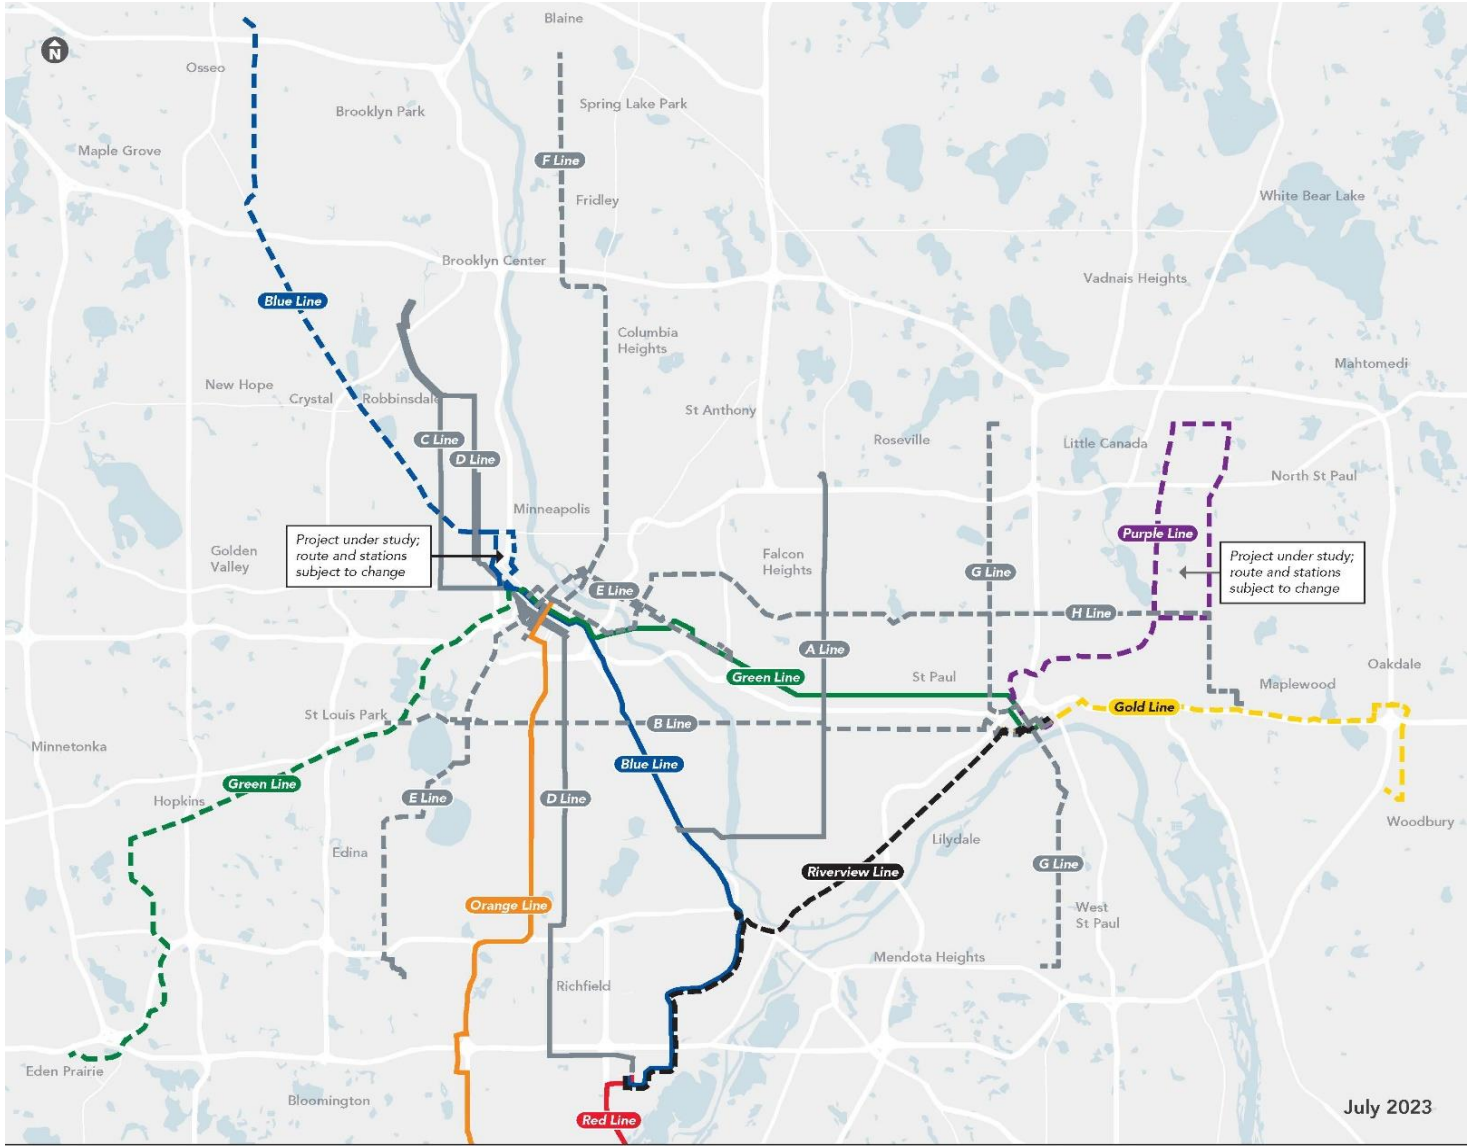 Blaine
N
Osseo
Spring Lake Park
Brooklyn Park
Maple Grove
F Line
Fridley
White Bear Lake
Brooklyn Center
Vadnais Heights
Blue Line
Columbia
Heights
Mahtomedi
New Hope
Crystal
Robbinsdale
St Anthony
C Line
Roseville
Little Canada
D Line
North St Paul
Minneapolis
Purple Line
Project under study;
route and stations
subject to change
Golden
Valley
Falcon
Heights
Project under study;
route and stations
subject to change
G Line
E Line
H Line
A Line
Oakdale
Green Line
St Paul
Maplewood
St Louis Park
Gold Line
B Line
Minnetonka
Blue Line
Green Line
Hopkins
E Line
D Line
Woodbury
Edina
Lilydale
G Line
Riverview Line
Orange Line
West
St Paul
Mendota Heights
Richfield
Eden Prairie
Bloomington
July 2023
Red Line